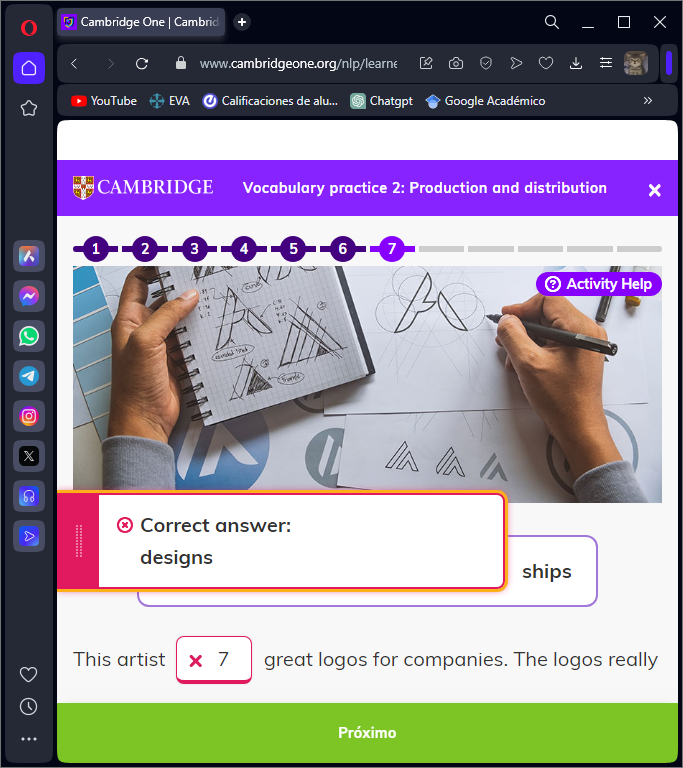 Cambridge One | Cambrid
www.cambridgeone.org/nlp/learne
YouTube
EVA
Calificaciones de alu...
Chatgpt
Google Académico
CAMBRIDGE
Vocabulary practice 2: Production and distribution
1 2 3 4 5 6 7
Activity Help
Correct answer:
designs
ships
This artist 7 great logos for companies. The logos really
Próximo